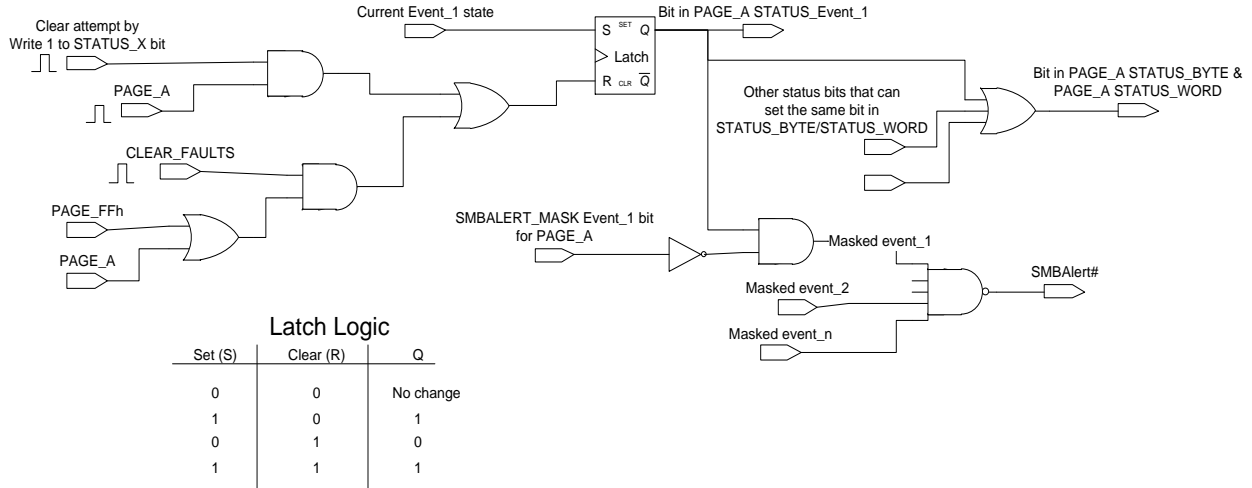 Current Event_1 state
Bit in PAGE_A STATUS_Event_1
Clear attempt by
Write 1 to STATUS_X bit
S SET Q
Latch
R CLR Q
PAGE_A
Bit in PAGE_A STATUS_BYTE &
PAGE_A STATUS_WORD
Other status bits that can
set the same bit in
STATUS_BYTE/STATUS_WORD
CLEAR_FAULTS
PAGE_FFh
PAGE_A
SMBALERT_MASK Event_1 bit
for PAGE_A
Masked event_1
Masked event_2
SMBAlert#
Masked event_n
Latch Logic
Set (S) Clear (R) Q
0 0 No change
1 0 1
0 1 0
1 1 1